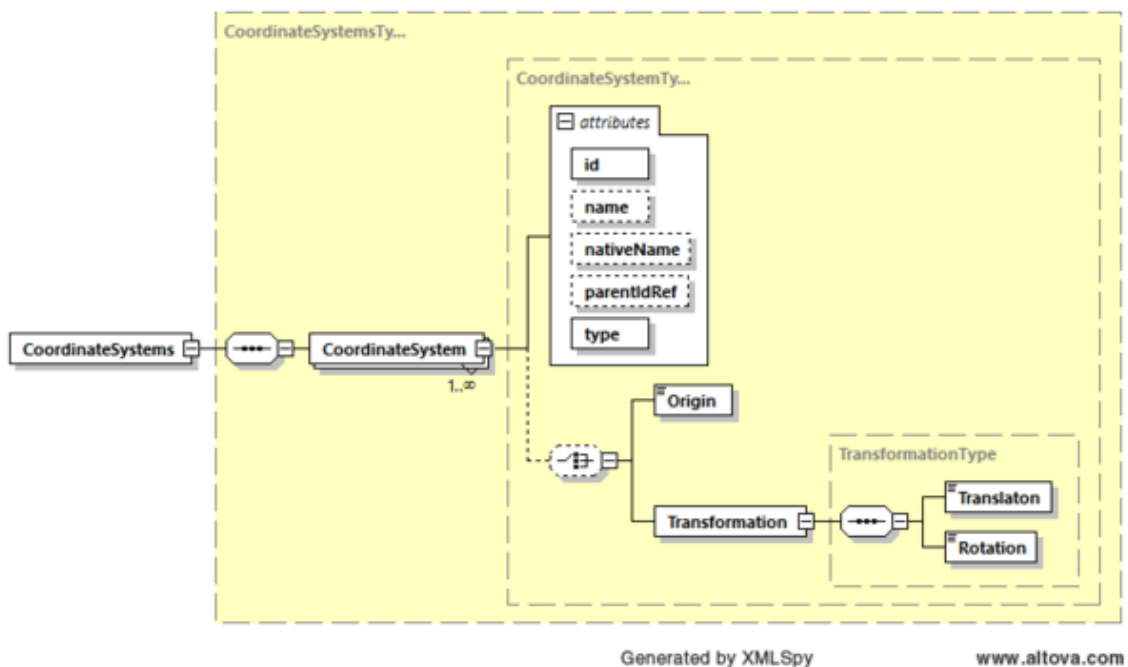 CoordinateSystemsTy...
CoordinateSystemTy...
attributes
id
name
nativeName
parentIdRef
type
CoordinateSystems
CoordinateSystem
1..∞
Origin
TransformationType
Transformation
Translaton
Rotation
Generated by XMLSpy
www.altova.com